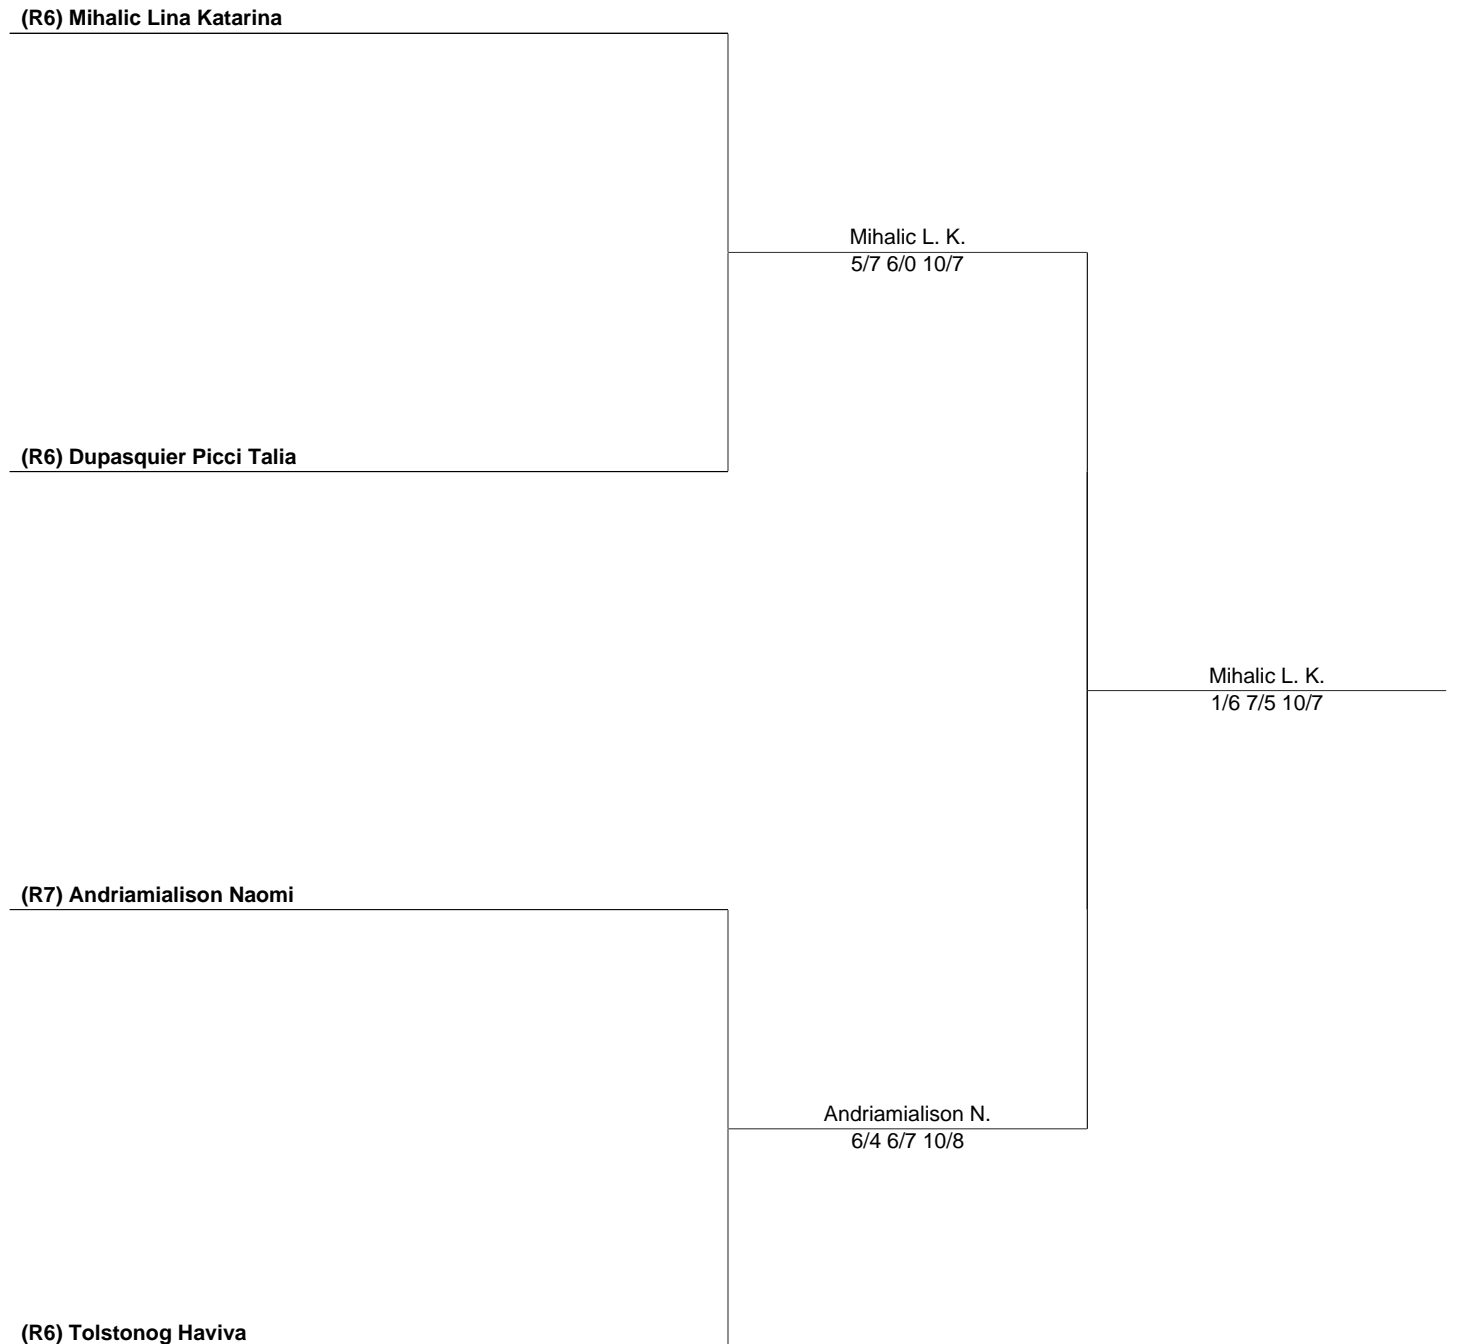 (R6) Mihalic Lina Katarina
Mihalic L. K.
5/7 6/0 10/7
(R6) Dupasquier Picci Talia
Mihalic L. K.
1/6 7/5 10/7
(R7) Andriamialison Naomi
Andriamialison N.
6/4 6/7 10/8
(R6) Tolstonog Haviva